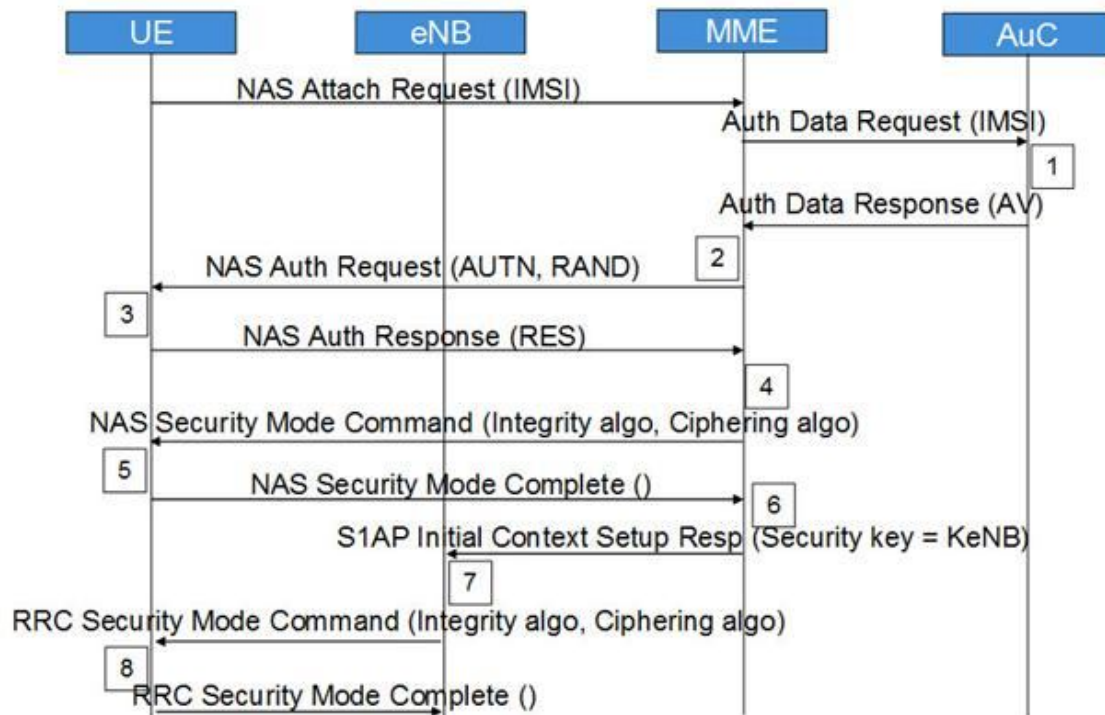 UE eNB MME AuC
NAS Attach Request (IMSI)
Auth Data Request (IMSI)
1
Auth Data Response (AV)
2
NAS Auth Request (AUTN, RAND)
3
NAS Auth Response (RES)
4
NAS Security Mode Command (Integrity algo, Ciphering algo)
5
NAS Security Mode Complete ()
6
S1AP Initial Context Setup Resp (Security key = KeNB)
7
RRC Security Mode Command (Integrity algo, Ciphering algo)
8
RRC Security Mode Complete ()